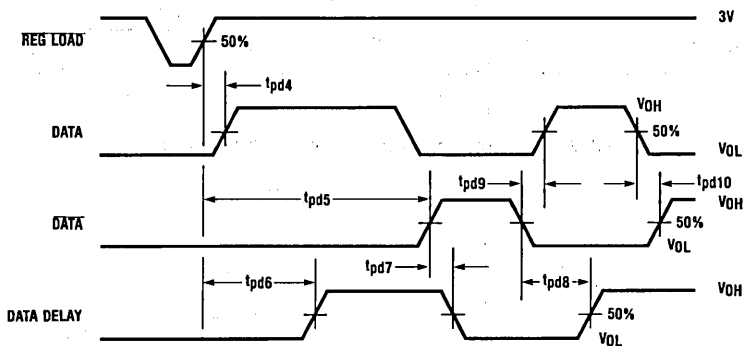 3V
REG LOAD
50%
tpd4
DATA
VOH
50%
VOL
tpd9
tpd10
tpd5
VOH
DATA
50%
VOL
tpd7
tpd6
tpd8
VOH
DATA DELAY
50%
VOL